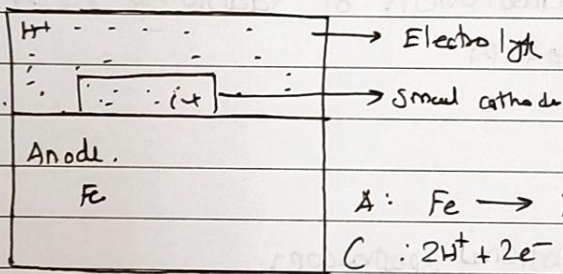 H+
Electrolyte
Small cathode
Anode.
Fe
A: Fe →
C: 2H⁺ + 2e⁻